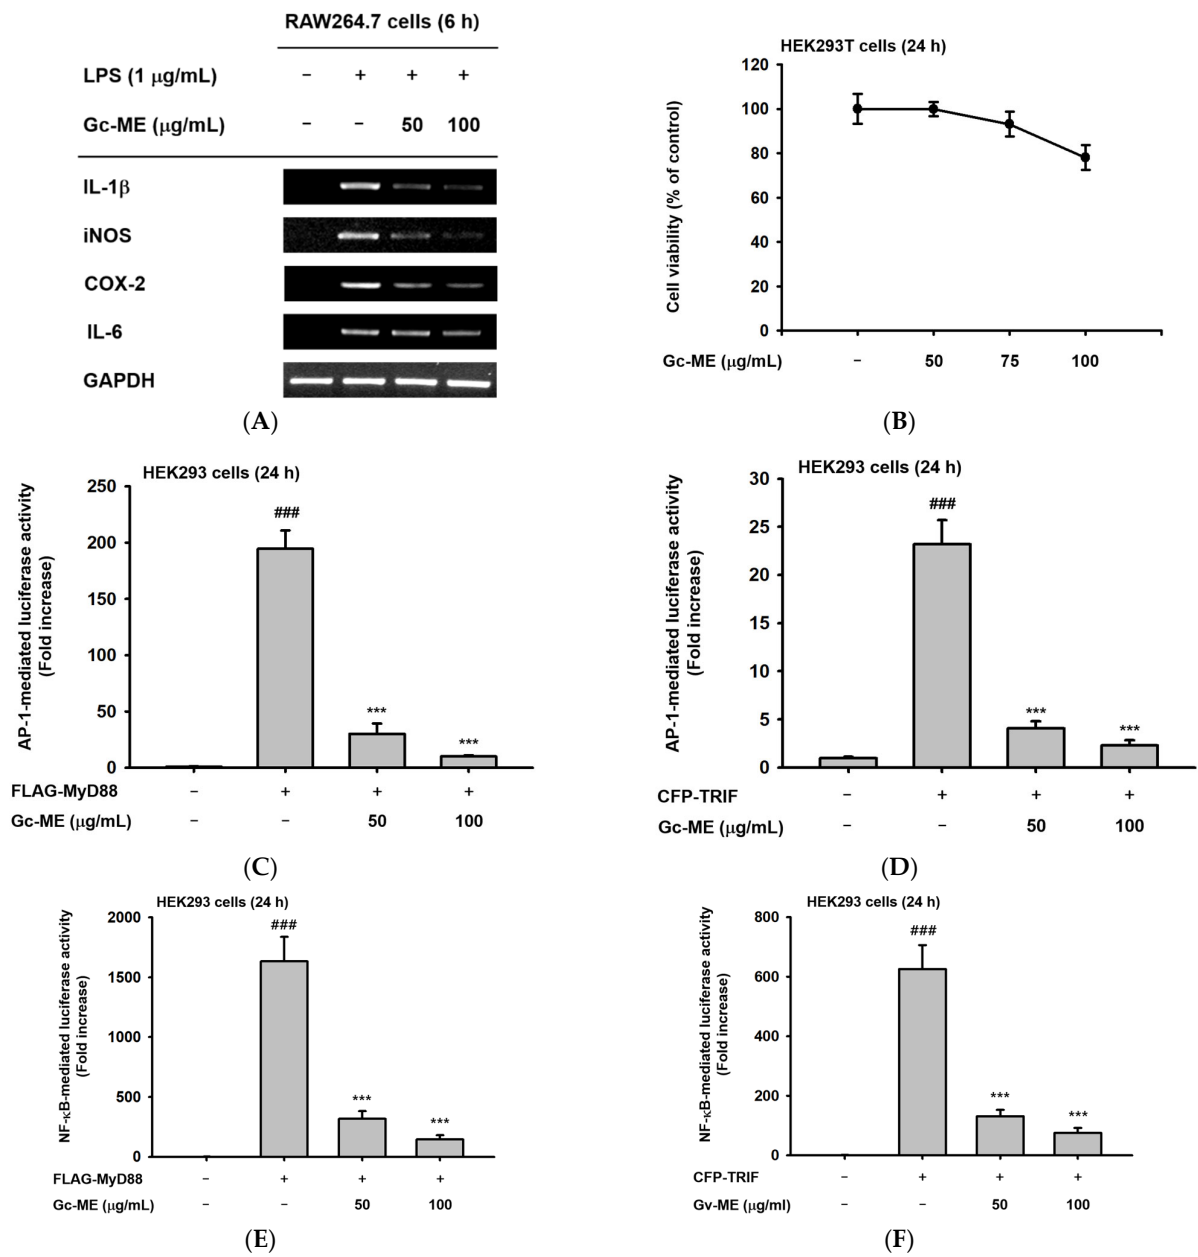 RAW264.7 cells (6 h)
LPS (1 μg/mL) − + + +
Gc-ME (μg/mL) − − 50 100
IL-1β
iNOS
COX-2
IL-6
GAPDH
(A)
HEK293T cells (24 h)
Cell viability (% of control)
120
100
80
60
40
20
0
Gc-ME (μg/mL) − 50 75 100
(B)
HEK293 cells (24 h)
AP-1-mediated luciferase activity
(Fold increase)
250
200
150
100
50
0
###
***
***
FLAG-MyD88 − + + +
Gc-ME (μg/mL) − − 50 100
(C)
HEK293 cells (24 h)
AP-1-mediated luciferase activity
(Fold increase)
30
25
20
15
10
5
0
###
***
***
CFP-TRIF − + + +
Gc-ME (μg/mL) − − 50 100
(D)
HEK293 cells (24 h)
NF-κB-mediated luciferase activity
(Fold increase)
2000
1500
1000
500
0
###
***
***
FLAG-MyD88 − + + +
Gc-ME (μg/mL) − − 50 100
(E)
HEK293 cells (24 h)
NF-κB-mediated luciferase activity
(Fold increase)
800
600
400
200
0
###
***
***
CFP-TRIF − + + +
Gv-ME (μg/ml) − − 50 100
(F)